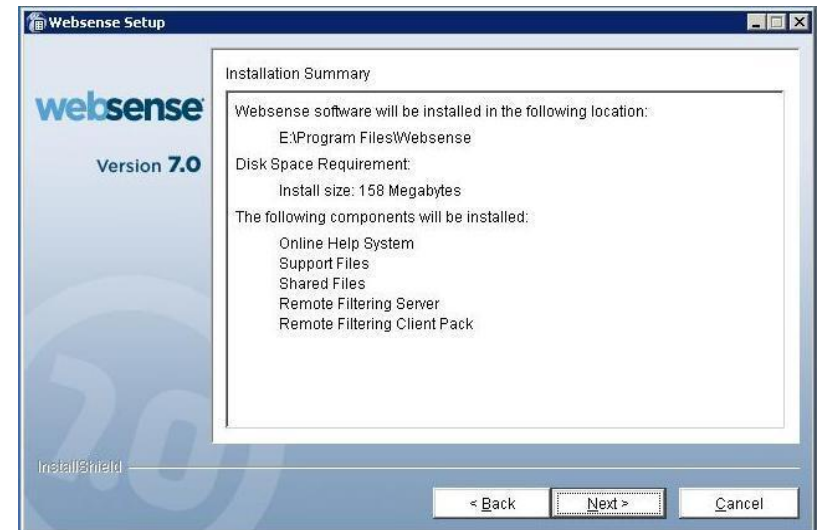 Websense Setup
websense
Version 7.0
Installation Summary
Websense software will be installed in the following location:
E:\Program Files\Websense
Disk Space Requirement:
Install size: 158 Megabytes
The following components will be installed:
Online Help System
Support Files
Shared Files
Remote Filtering Server
Remote Filtering Client Pack
7.0
InstallShield
< Back
Next >
Cancel